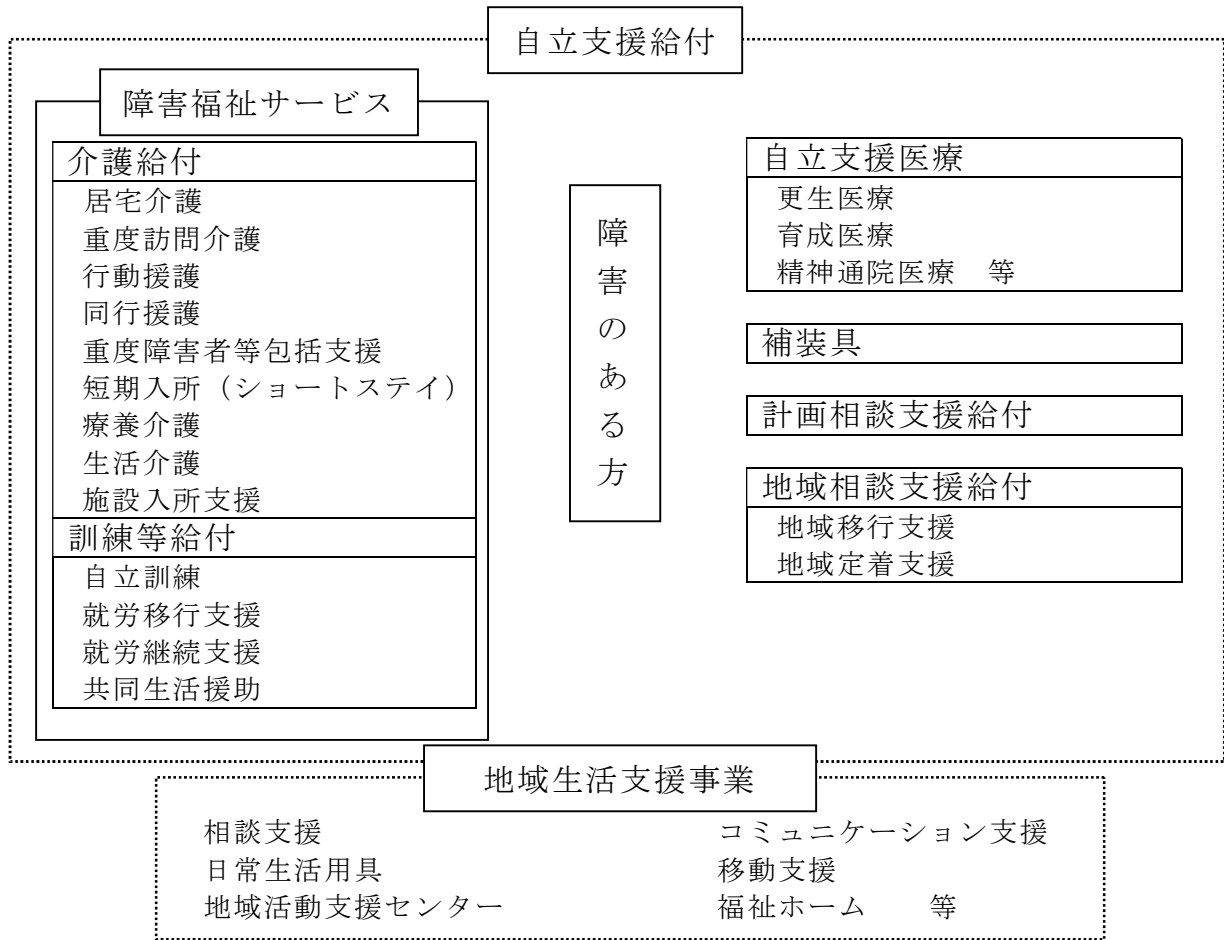 自立支援給付
障害福祉サービス
介護給付
居宅介護
重度訪問介護
行動援護
同行援護
重度障害者等包括支援
短期入所（ショートステイ）
療養介護
生活介護
施設入所支援
訓練等給付
自立訓練
就労移行支援
就労継続支援
共同生活援助
障害のある方
自立支援医療
更生医療
育成医療
精神通院医療　等
補装具
計画相談支援給付
地域相談支援給付
地域移行支援
地域定着支援
地域生活支援事業
相談支援
日常生活用具
地域活動支援センター
コミュニケーション支援
移動支援
福祉ホーム　　等